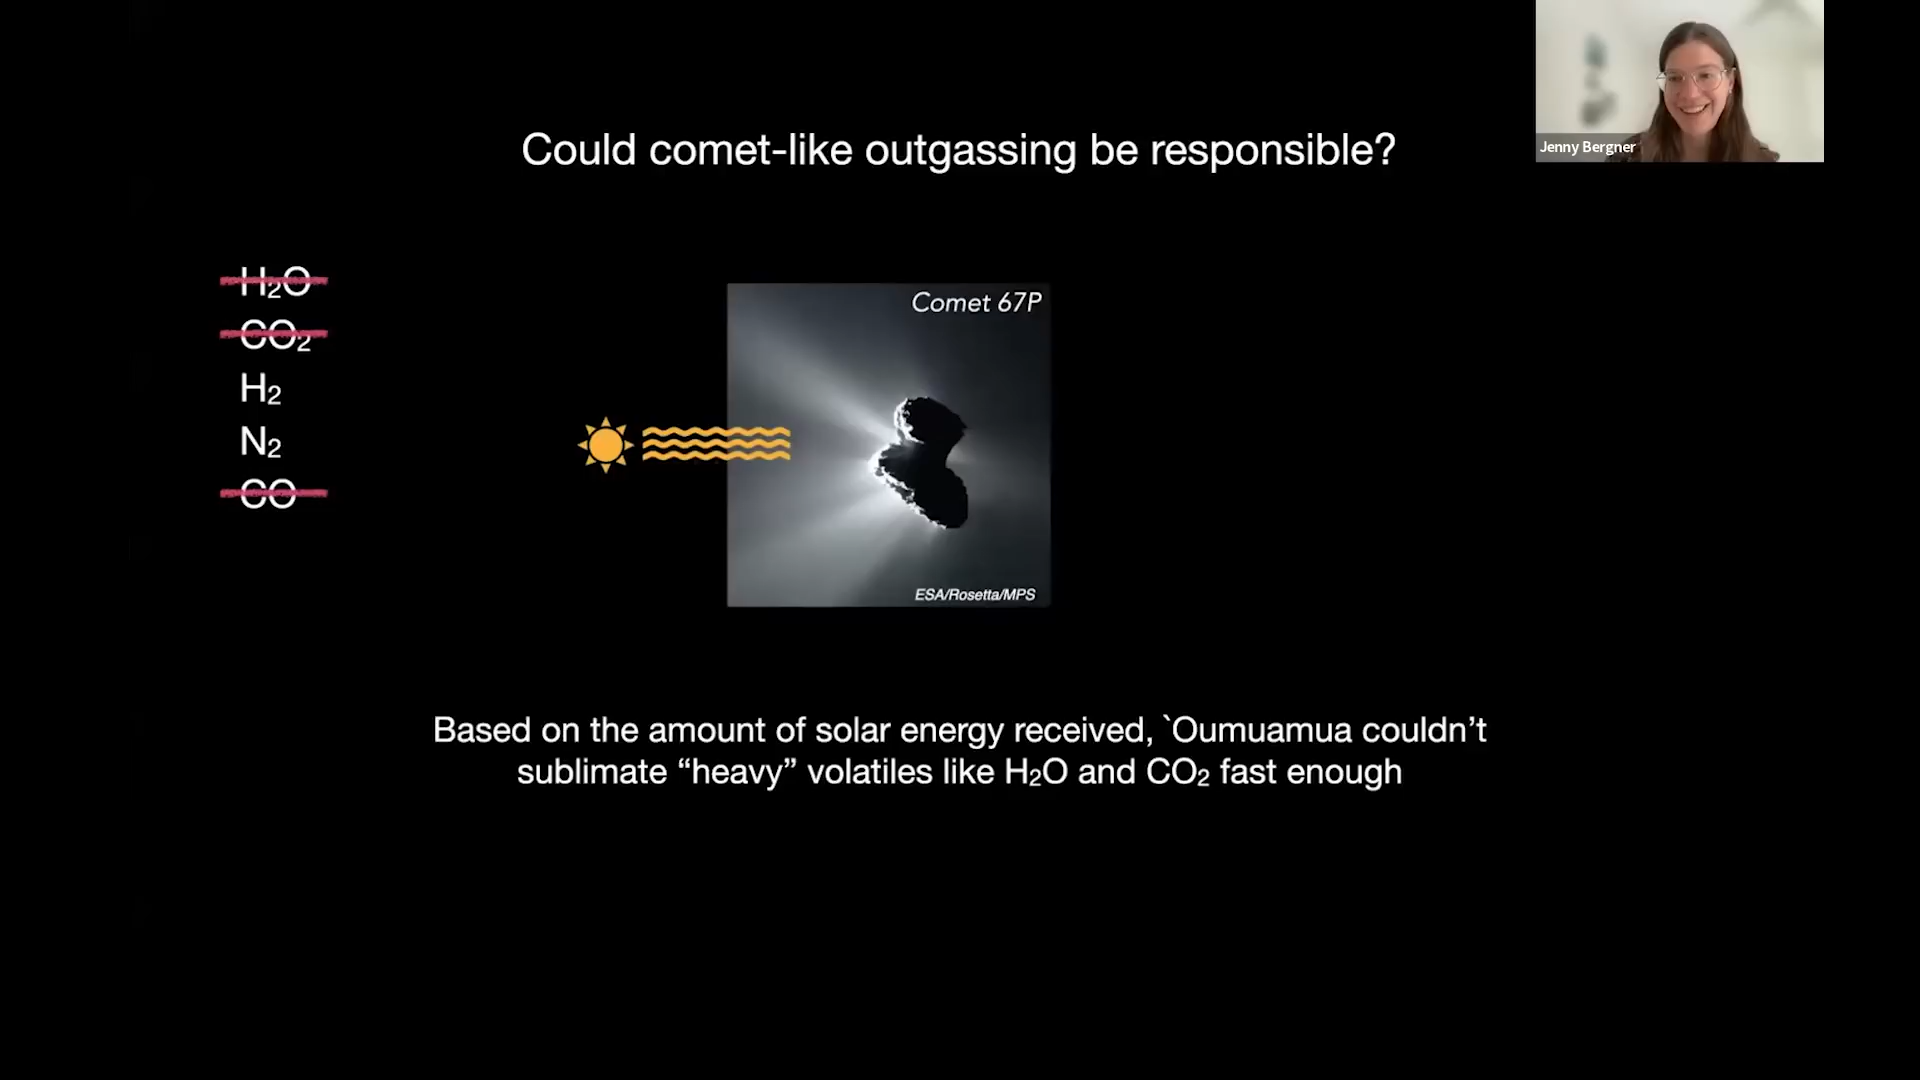 Could comet-like outgassing be responsible?
Jenny Bergner
H₂O
CO₂
H₂
N₂
CO
Comet 67P
ESA/Rosetta/MPS
Based on the amount of solar energy received, `Oumuamua couldn’t
sublimate “heavy” volatiles like H₂O and CO₂ fast enough